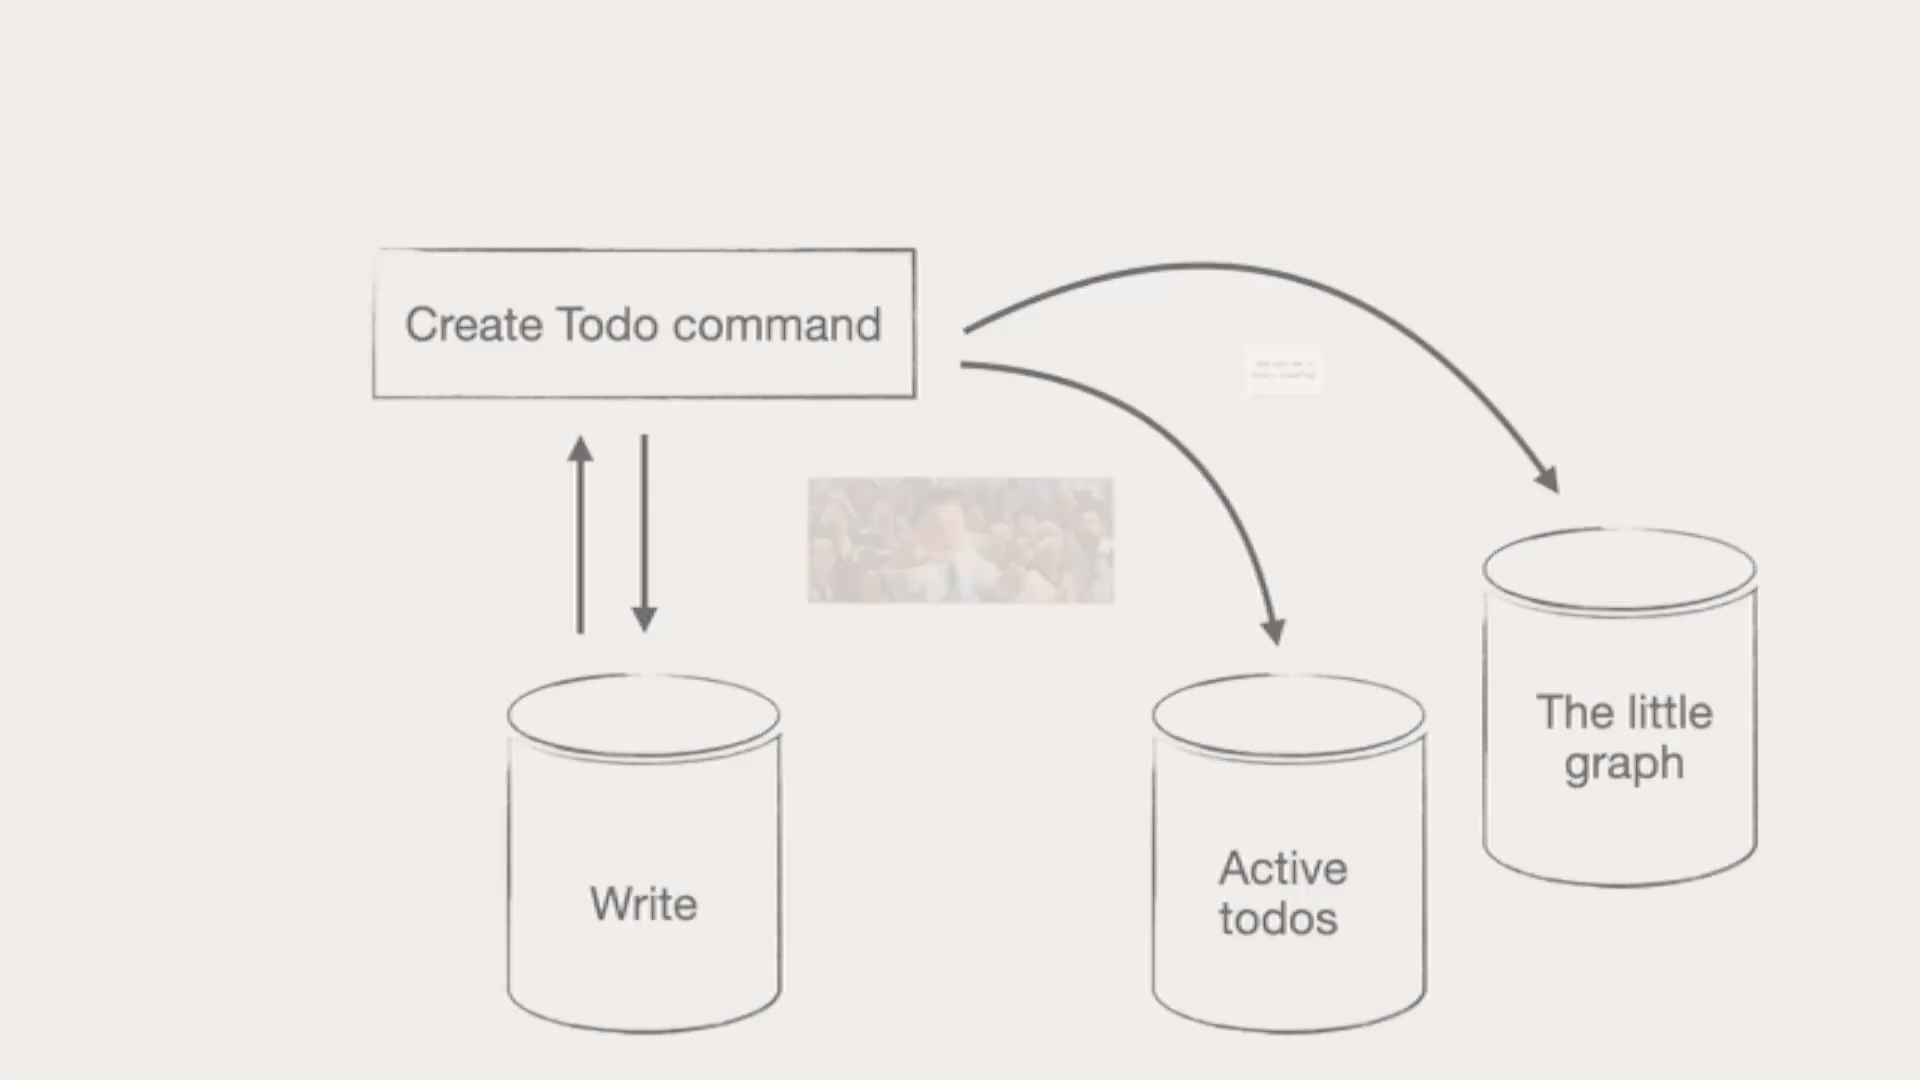 Create Todo command
The little
graph
Active
todos
Write